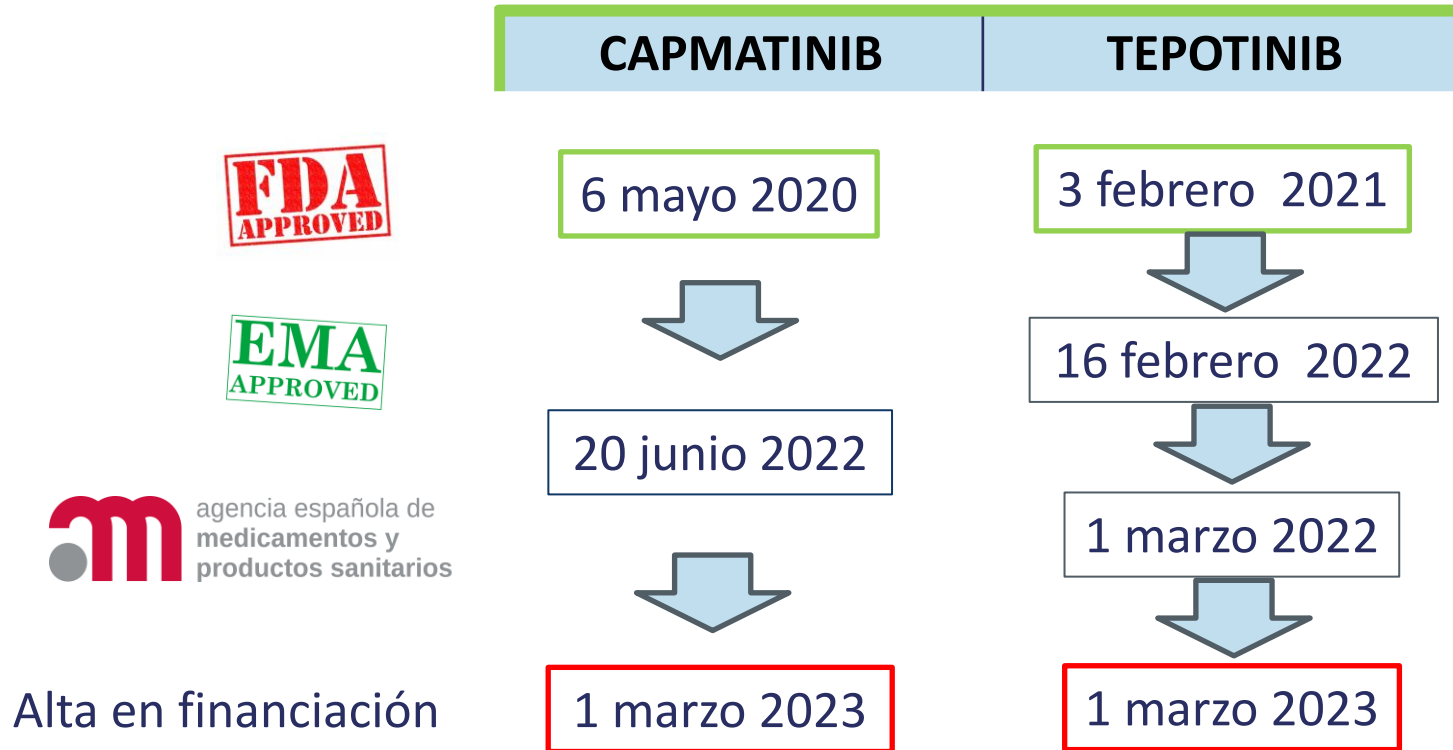 CAPMATINIB TEPOTINIB
FDA
APPROVED
6 mayo 2020
3 febrero 2021
EMA
APPROVED
16 febrero 2022
20 junio 2022
am
agencia española de
medicamentos y
productos sanitarios
1 marzo 2022
Alta en financiación
1 marzo 2023
1 marzo 2023